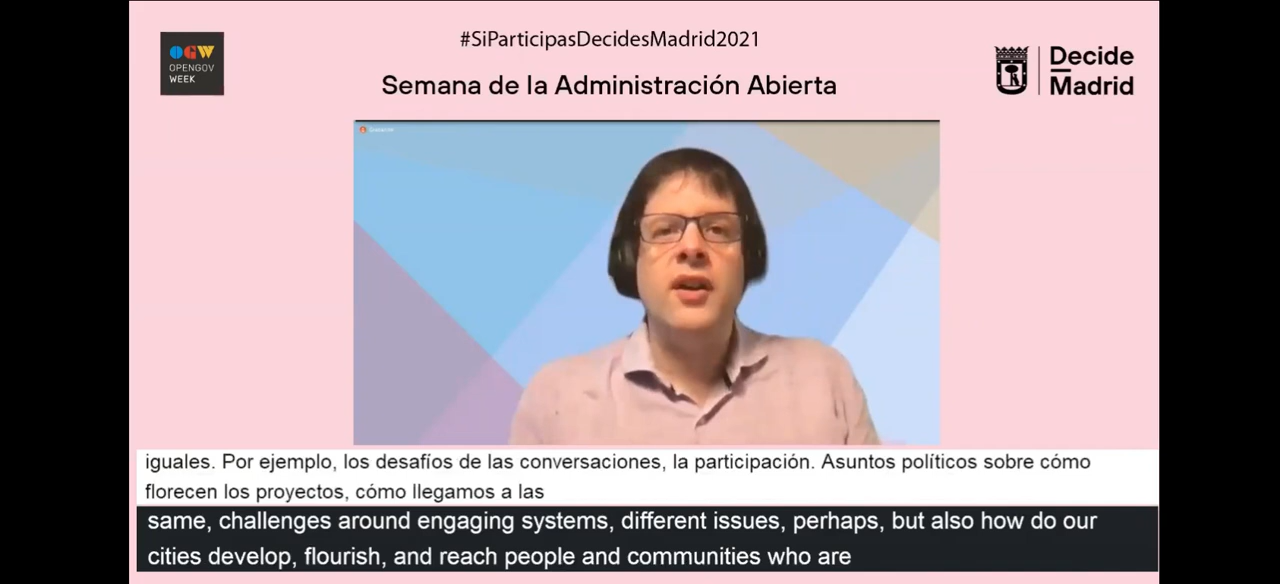 #SiParticipasDecidesMadrid2021
OGW
OPENGOV
WEEK
Semana de la Administración Abierta
Decide
Madrid
iguales. Por ejemplo, los desafíos de las conversaciones, la participación. Asuntos políticos sobre cómo
florecen los proyectos, cómo llegamos a las
same, challenges around engaging systems, different issues, perhaps, but also how do our
cities develop, flourish, and reach people and communities who are